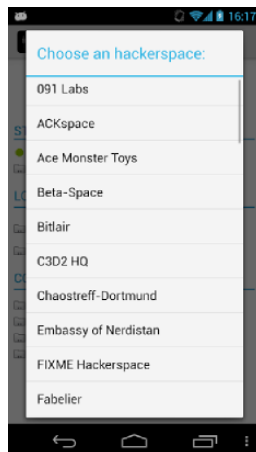 16:17
Choose an hackerspace:
091 Labs
ACKspace
Ace Monster Toys
Beta-Space
Bitlair
C3D2 HQ
Chaostreff-Dortmund
Embassy of Nerdistan
FIXME Hackerspace
Fabelier